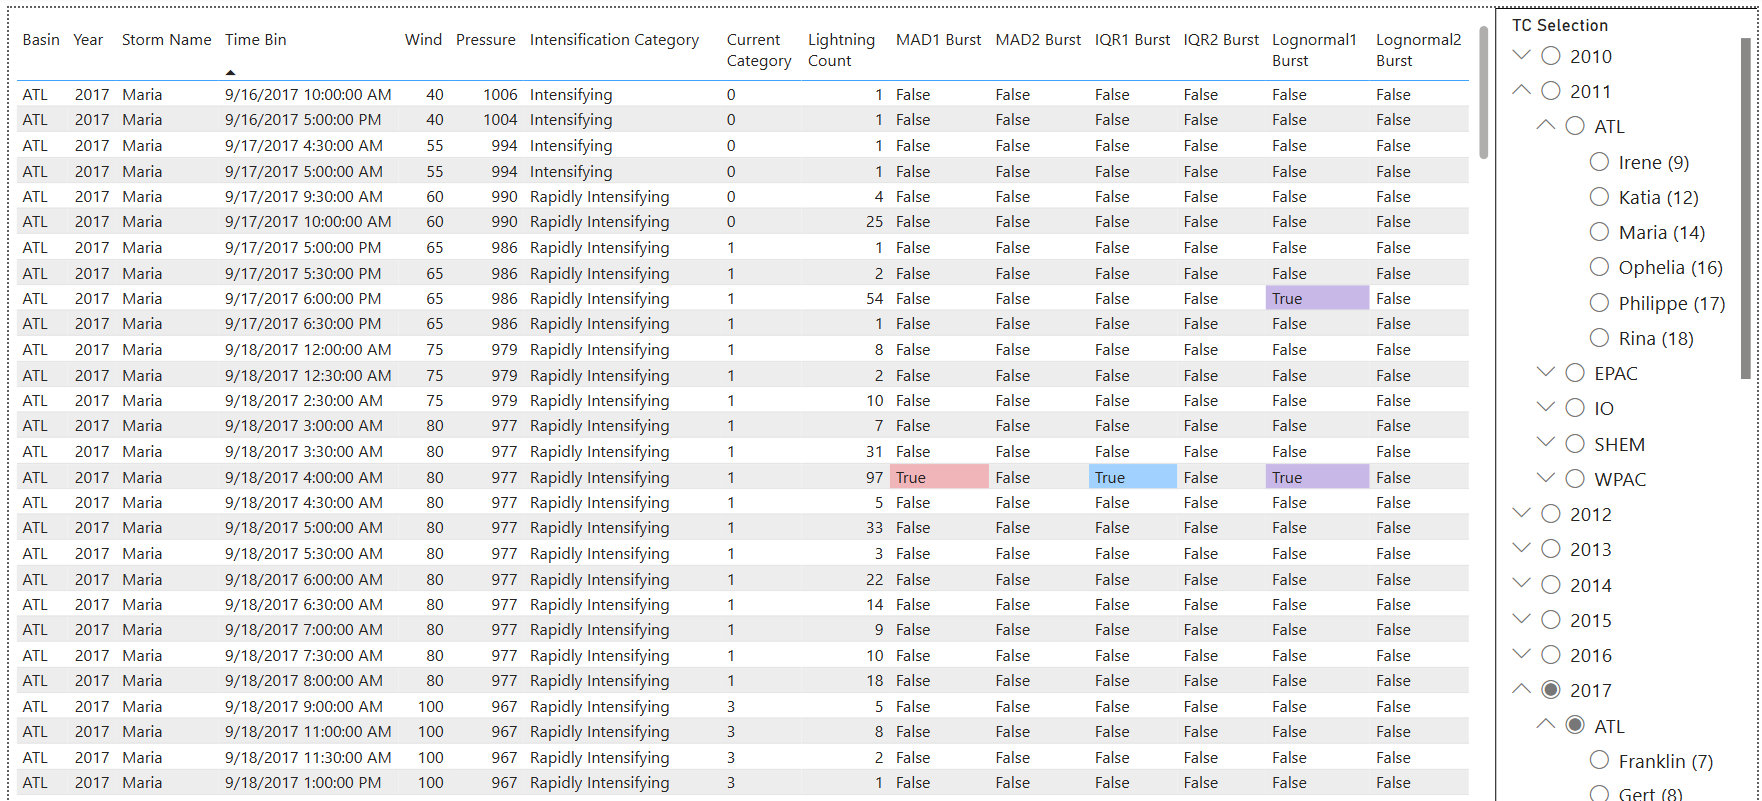 Basin Year Storm Name Time Bin Wind Pressure Intensification Category Current Category Lightning Count MAD1 Burst MAD2 Burst IQR1 Burst IQR2 Burst Lognormal1 Burst Lognormal2 Burst
ATL 2017 Maria 9/16/2017 10:00:00 AM 40 1006 Intensifying 0 1 False False False False False False
ATL 2017 Maria 9/16/2017 5:00:00 PM 40 1004 Intensifying 0 1 False False False False False False
ATL 2017 Maria 9/17/2017 4:30:00 AM 55 994 Intensifying 0 1 False False False False False False
ATL 2017 Maria 9/17/2017 5:00:00 AM 55 994 Intensifying 0 1 False False False False False False
ATL 2017 Maria 9/17/2017 9:30:00 AM 60 990 Rapidly Intensifying 0 4 False False False False False False
ATL 2017 Maria 9/17/2017 10:00:00 AM 60 990 Rapidly Intensifying 0 25 False False False False False False
ATL 2017 Maria 9/17/2017 5:00:00 PM 65 986 Rapidly Intensifying 1 1 False False False False False False
ATL 2017 Maria 9/17/2017 5:30:00 PM 65 986 Rapidly Intensifying 1 2 False False False False False False
ATL 2017 Maria 9/17/2017 6:00:00 PM 65 986 Rapidly Intensifying 1 54 False False False False True False
ATL 2017 Maria 9/17/2017 6:30:00 PM 65 986 Rapidly Intensifying 1 1 False False False False False False
ATL 2017 Maria 9/18/2017 12:00:00 AM 75 979 Rapidly Intensifying 1 8 False False False False False False
ATL 2017 Maria 9/18/2017 12:30:00 AM 75 979 Rapidly Intensifying 1 2 False False False False False False
ATL 2017 Maria 9/18/2017 2:30:00 AM 75 979 Rapidly Intensifying 1 10 False False False False False False
ATL 2017 Maria 9/18/2017 3:00:00 AM 80 977 Rapidly Intensifying 1 7 False False False False False False
ATL 2017 Maria 9/18/2017 3:30:00 AM 80 977 Rapidly Intensifying 1 31 False False False False False False
ATL 2017 Maria 9/18/2017 4:00:00 AM 80 977 Rapidly Intensifying 1 97 True False True False True False
ATL 2017 Maria 9/18/2017 4:30:00 AM 80 977 Rapidly Intensifying 1 5 False False False False False False
ATL 2017 Maria 9/18/2017 5:00:00 AM 80 977 Rapidly Intensifying 1 33 False False False False False False
ATL 2017 Maria 9/18/2017 5:30:00 AM 80 977 Rapidly Intensifying 1 3 False False False False False False
ATL 2017 Maria 9/18/2017 6:00:00 AM 80 977 Rapidly Intensifying 1 22 False False False False False False
ATL 2017 Maria 9/18/2017 6:30:00 AM 80 977 Rapidly Intensifying 1 14 False False False False False False
ATL 2017 Maria 9/18/2017 7:00:00 AM 80 977 Rapidly Intensifying 1 9 False False False False False False
ATL 2017 Maria 9/18/2017 7:30:00 AM 80 977 Rapidly Intensifying 1 10 False False False False False False
ATL 2017 Maria 9/18/2017 8:00:00 AM 80 977 Rapidly Intensifying 1 18 False False False False False False
ATL 2017 Maria 9/18/2017 9:00:00 AM 100 967 Rapidly Intensifying 3 5 False False False False False False
ATL 2017 Maria 9/18/2017 11:00:00 AM 100 967 Rapidly Intensifying 3 8 False False False False False False
ATL 2017 Maria 9/18/2017 11:30:00 AM 100 967 Rapidly Intensifying 3 2 False False False False False False
ATL 2017 Maria 9/18/2017 1:00:00 PM 100 967 Rapidly Intensifying 3 1 False False False False False False
TC Selection
2010
2011
ATL
Irene (9)
Katia (12)
Maria (14)
Ophelia (16)
Philippe (17)
Rina (18)
EPAC
IO
SHEM
WPAC
2012
2013
2014
2015
2016
2017
ATL
Franklin (7)
Gert (8)